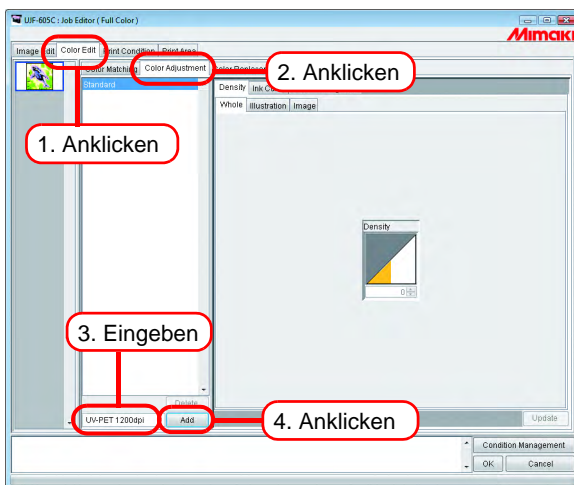 UJF-605C : Job Editor ( Full Color )
Mimaki
Image Edit Color Edit Print Condition Print Area
Color Matching Color Adjustment
2. Anklicken
Standard
Density
Whole Illustration Image
1. Anklicken
Density
0
3. Eingeben
Delete
UV-PET 1200dpi Add
4. Anklicken
Update
Condition Management
OK Cancel